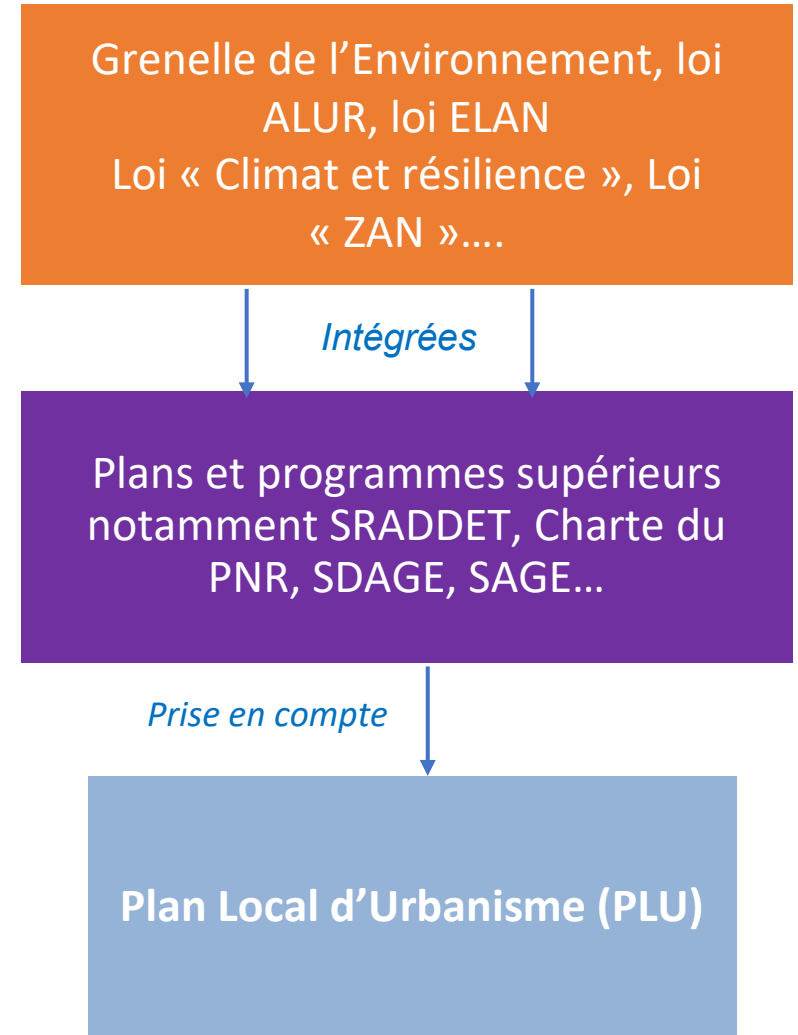 Grenelle de l’Environnement, loi
ALUR, loi ELAN
Loi « Climat et résilience », Loi
« ZAN »….
Intégrées
Plans et programmes supérieurs
notamment SRADDET, Charte du
PNR, SDAGE, SAGE…
Prise en compte
Plan Local d’Urbanisme (PLU)